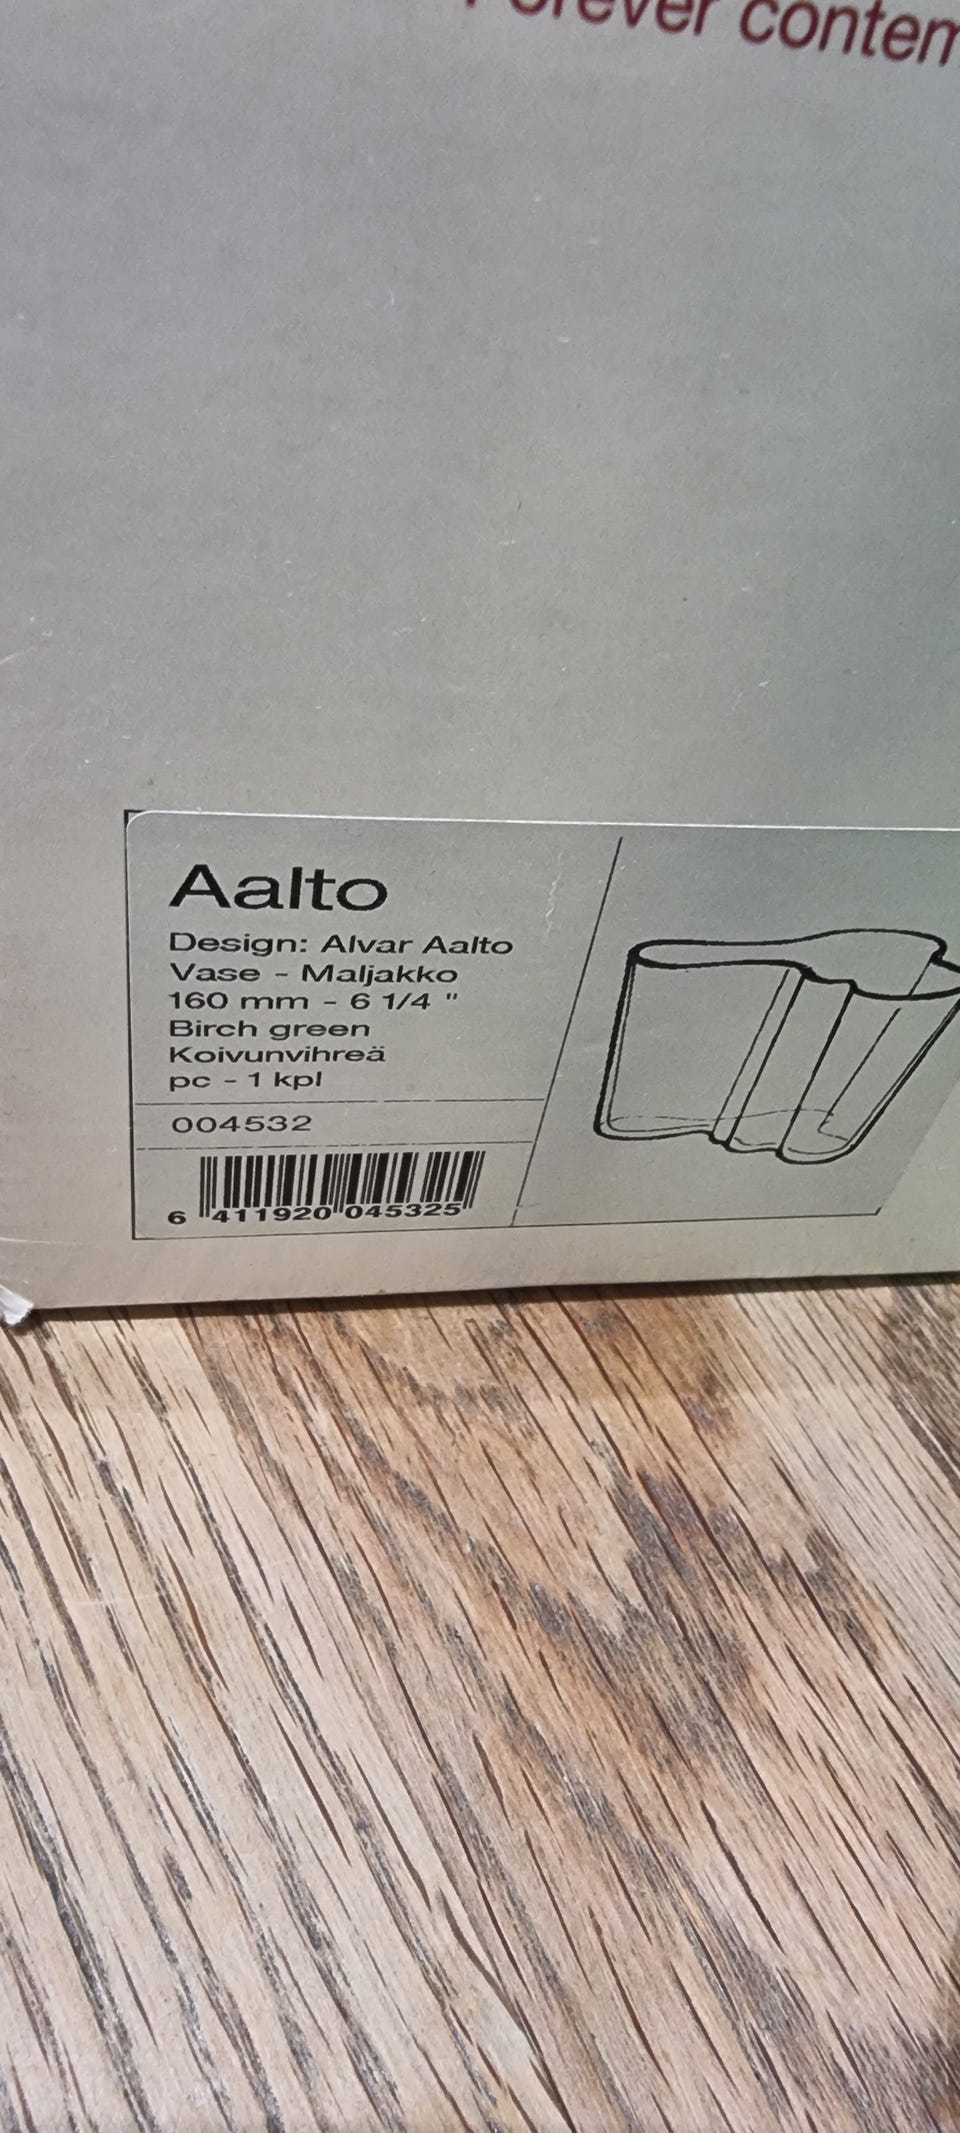 Forever contem
Aalto
Design: Alvar Aalto
Vase - Maljakko
160 mm - 6 1/4 "
Birch green
Koivunvihreä
pc - 1 kpl
004532
6 411920 045325